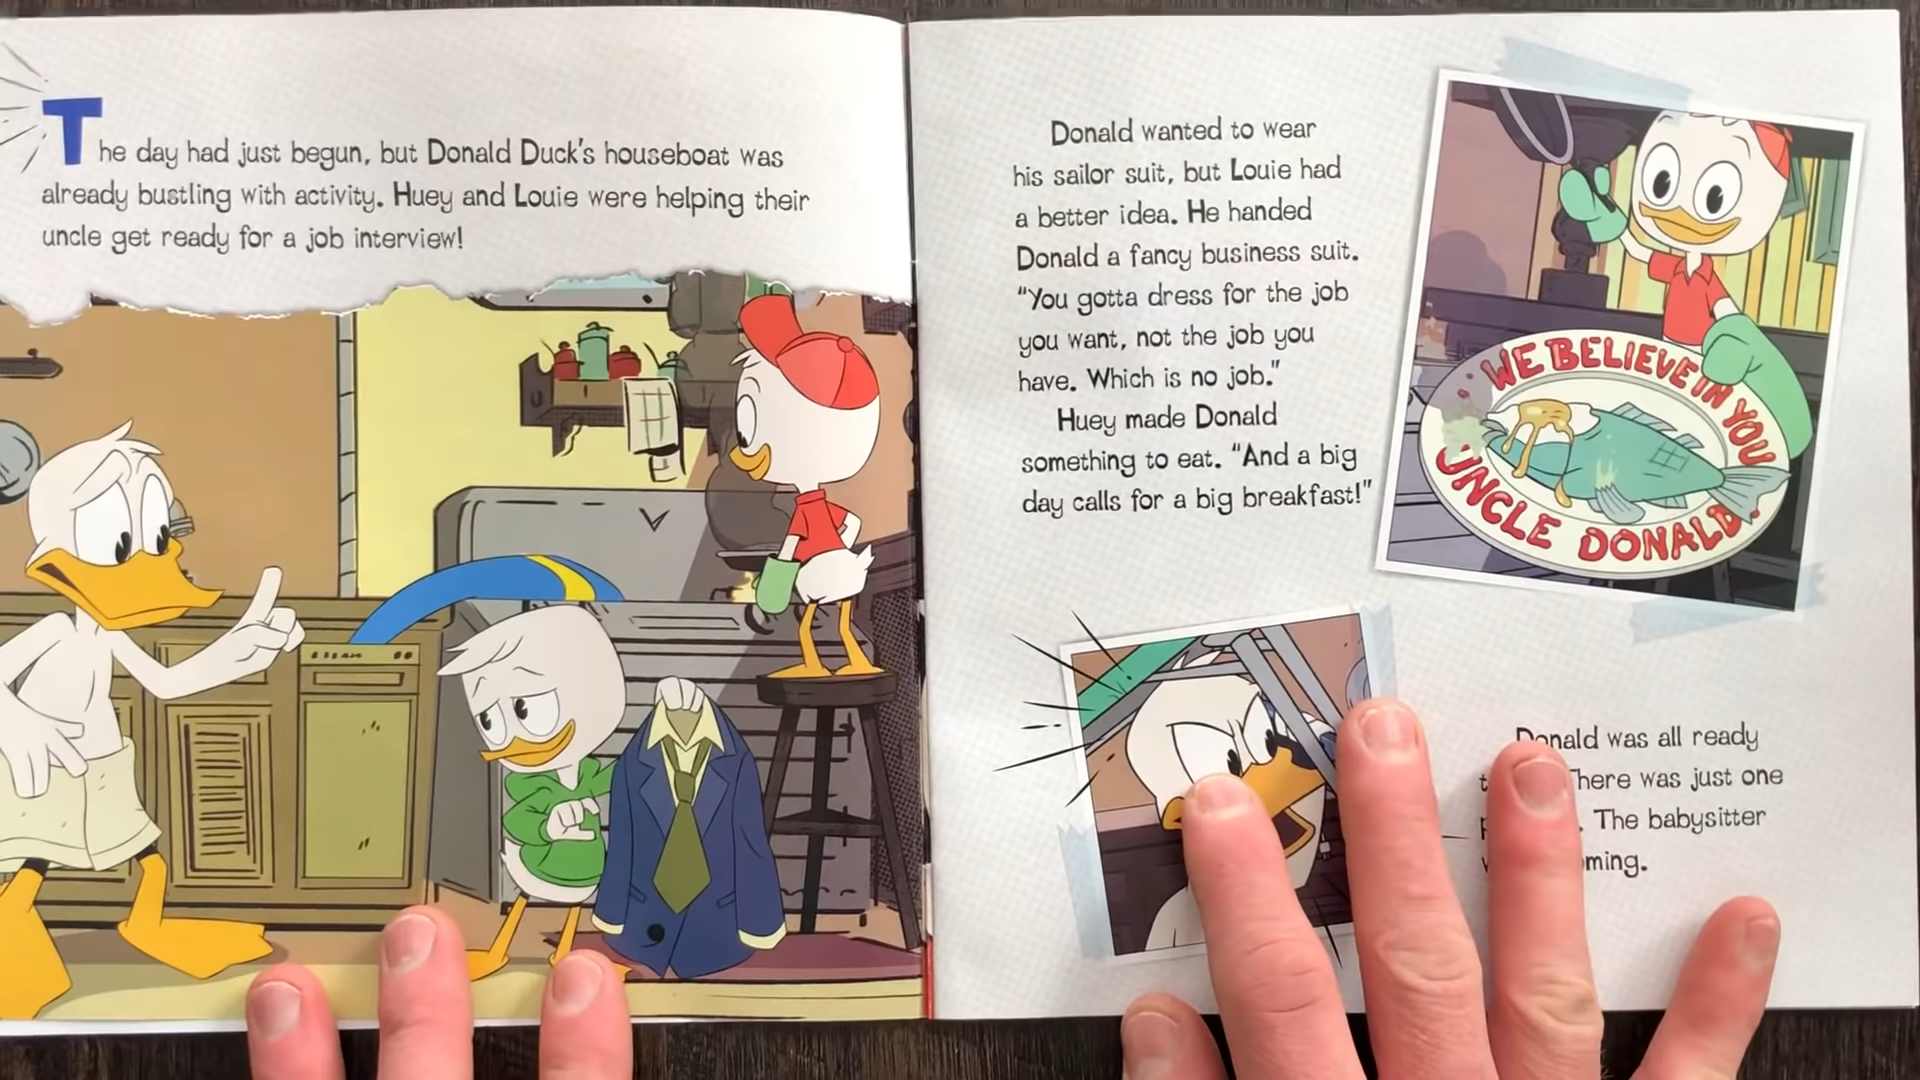 The day had just begun, but Donald Duck's houseboat was
already bustling with activity. Huey and Louie were helping their
uncle get ready for a job interview!
Donald wanted to wear
his sailor suit, but Louie had
a better idea. He handed
Donald a fancy business suit.
"You gotta dress for the job
you want, not the job you
have. Which is no job."
Huey made Donald
something to eat. "And a big
day calls for a big breakfast!"
WE BELIEVE IN YOU
UNCLE DONALD
Donald was all ready
There was just one
The babysitter